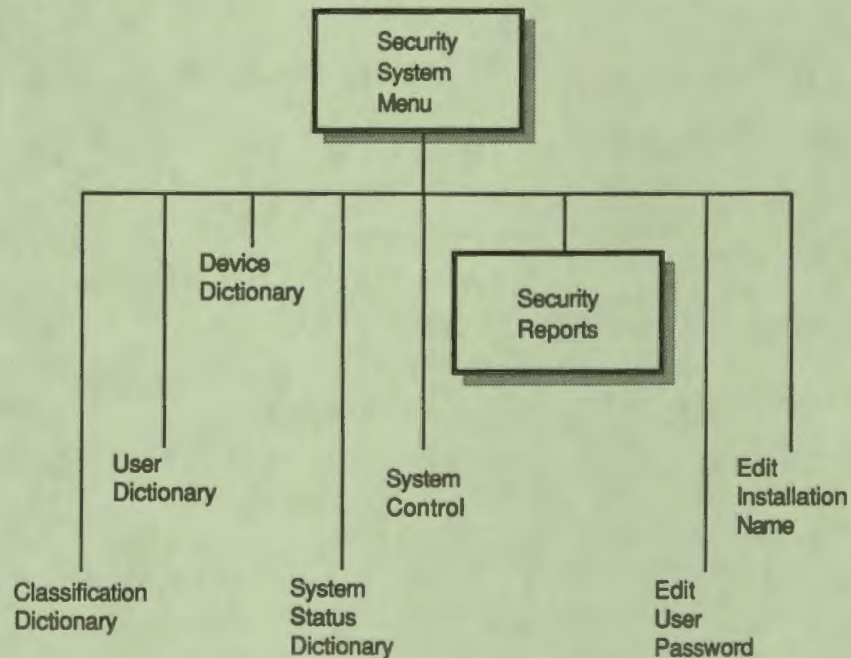 Security
System
Menu
Device
Dictionary
Security
Reports
User
Dictionary
System
Control
Edit
Installation
Name
Classification
Dictionary
System
Status
Dictionary
Edit
User
Password